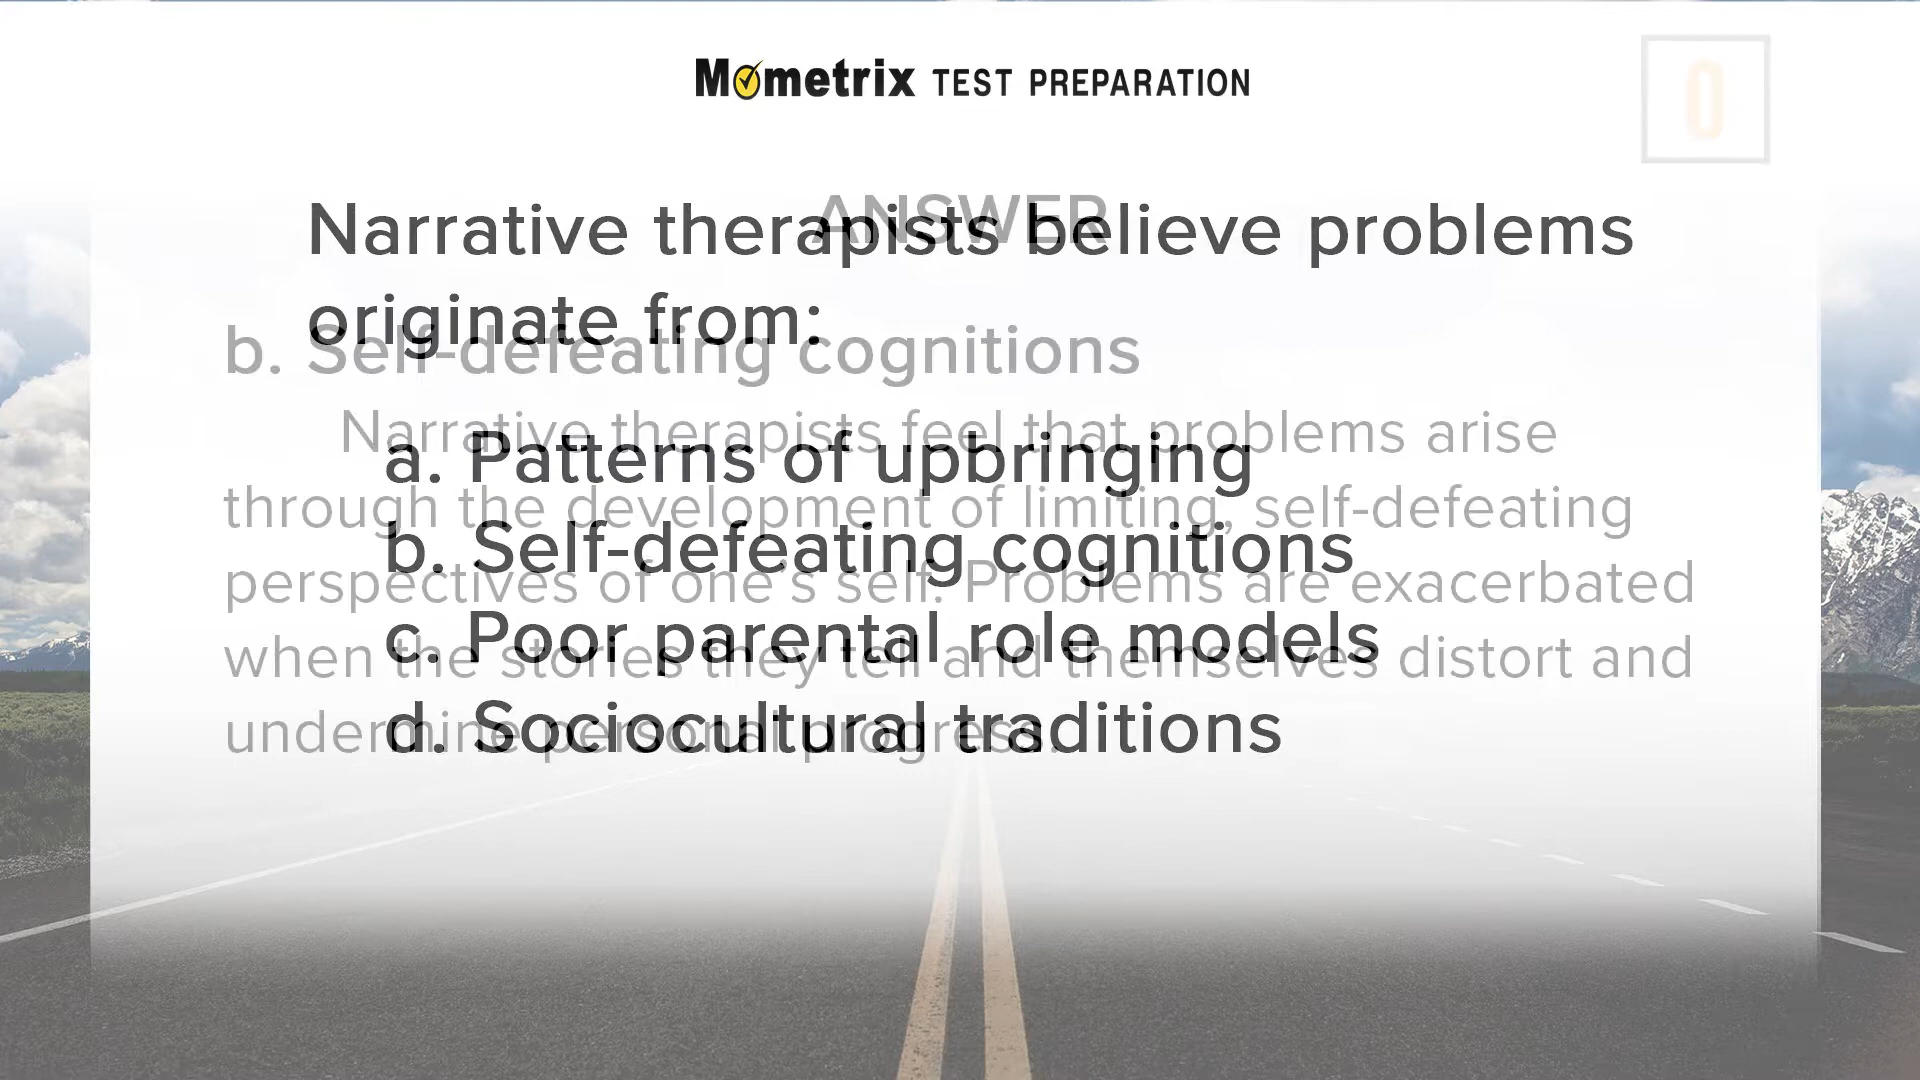 Mometrix TEST PREPARATION
0
Narrative therapists believe problems
originate from:
a. Patterns of upbringing
b. Self-defeating cognitions
c. Poor parental role models
d. Sociocultural traditions
ANSWER
b. Self-defeating cognitions
Narrative therapists feel that problems arise
through the development of limiting, self-defeating
perspectives of one's self. Problems are exacerbated
when the stories they tell and themselves distort and
undermine personal progress.